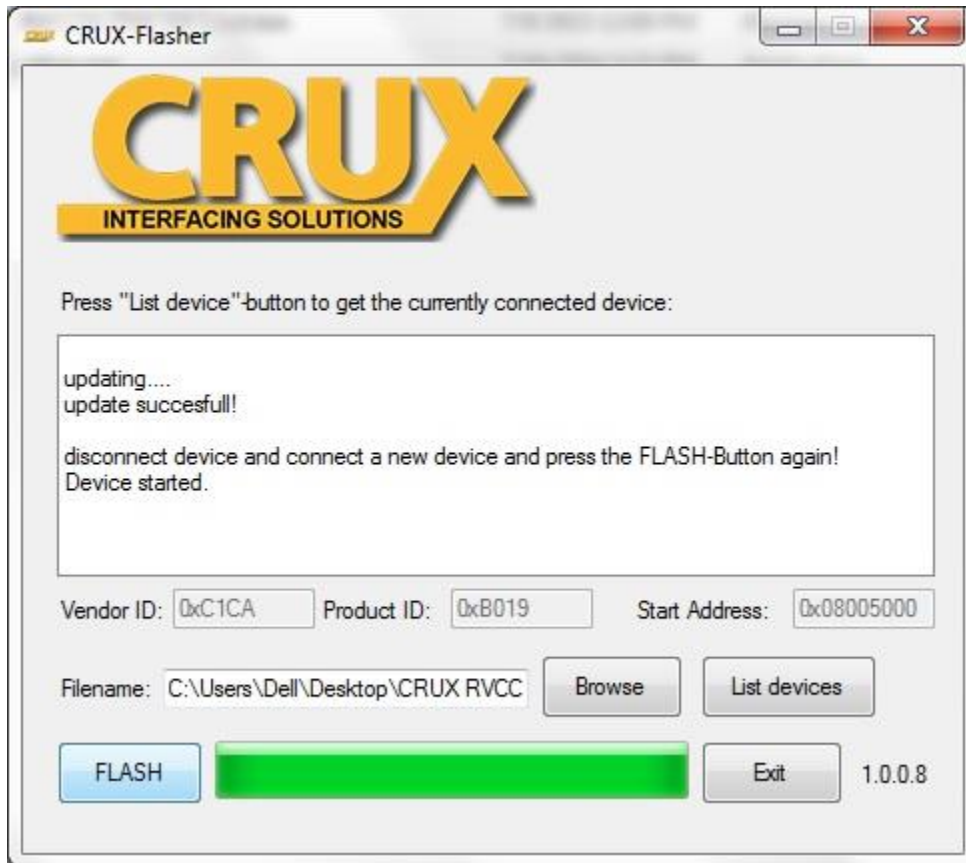 CRUX-Flasher
CRUX
INTERFACING SOLUTIONS
Press "List device"-button to get the currently connected device:
updating....
update succesfull!
disconnect device and connect a new device and press the FLASH-Button again!
Device started.
Vendor ID: 0xC1CA Product ID: 0xB019 Start Address: 0x08005000
Filename: C:\Users\Dell\Desktop\CRUX RVCC Browse List devices
FLASH Exit 1.0.0.8